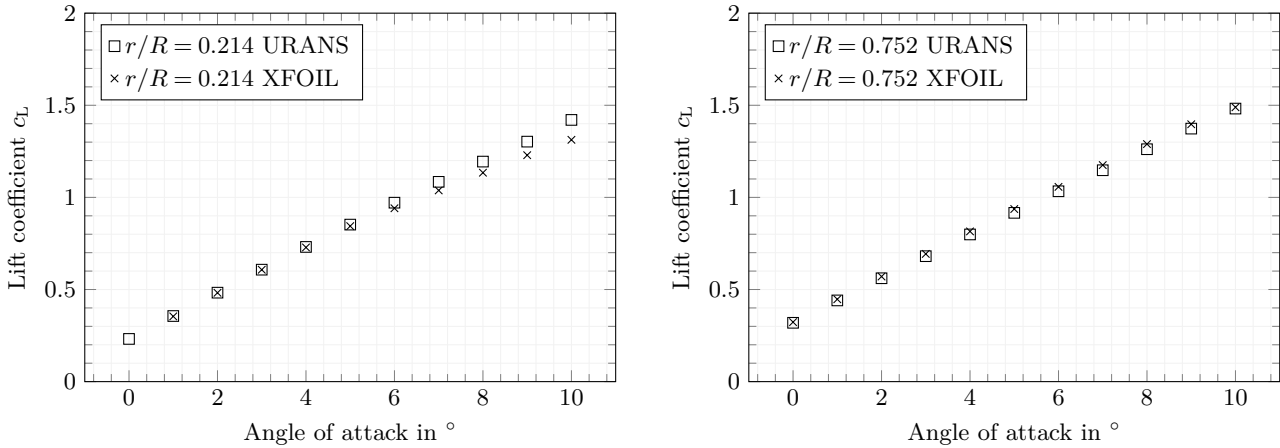 2
1.5
1
0.5
0
Lift coefficient cL
r/R = 0.214 URANS
r/R = 0.214 XFOIL
0 2 4 6 8 10
Angle of attack in °
2
1.5
1
0.5
0
Lift coefficient cL
r/R = 0.752 URANS
r/R = 0.752 XFOIL
0 2 4 6 8 10
Angle of attack in °